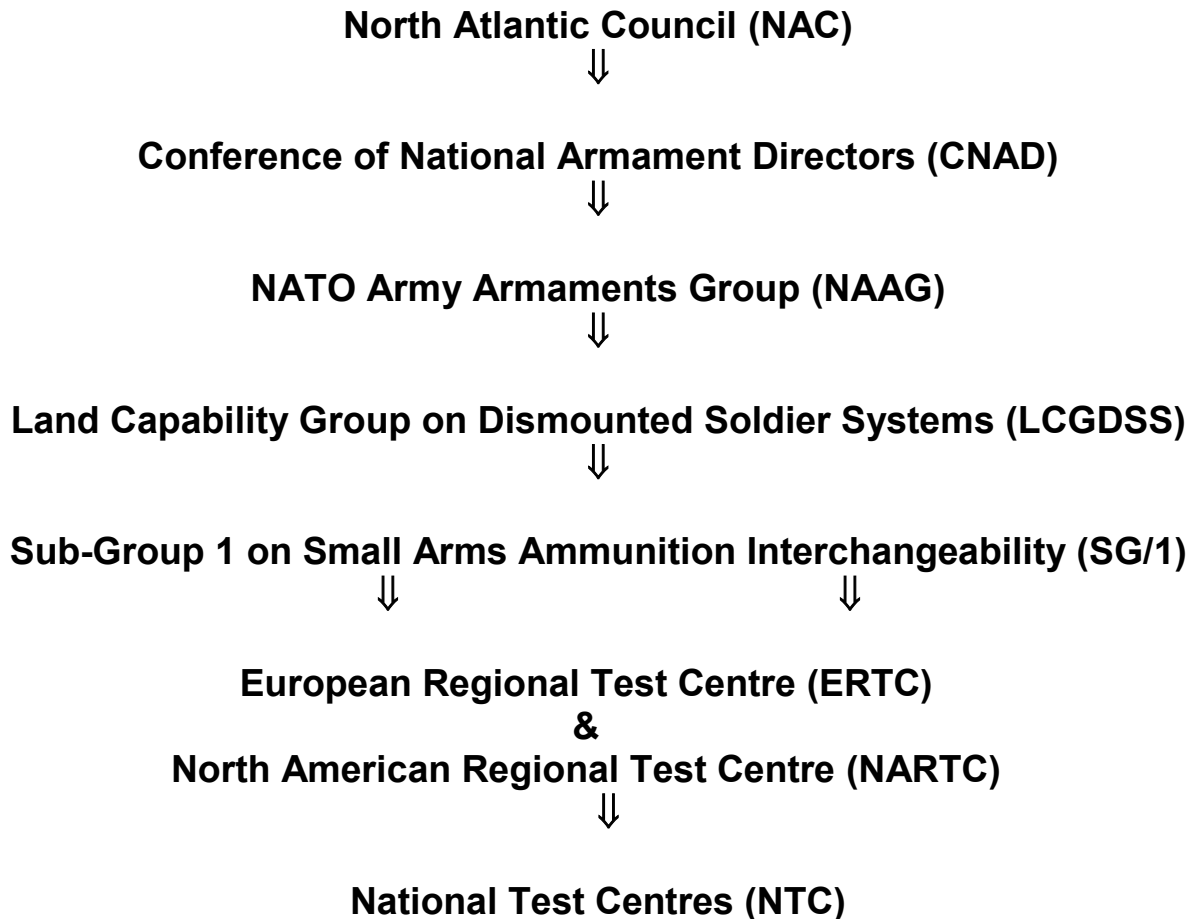 North Atlantic Council (NAC)
⇓
Conference of National Armament Directors (CNAD)
⇓
NATO Army Armaments Group (NAAG)
⇓
Land Capability Group on Dismounted Soldier Systems (LCGDSS)
⇓
Sub-Group 1 on Small Arms Ammunition Interchangeability (SG/1)
⇓ ⇓
European Regional Test Centre (ERTC)
&
North American Regional Test Centre (NARTC)
⇓
National Test Centres (NTC)